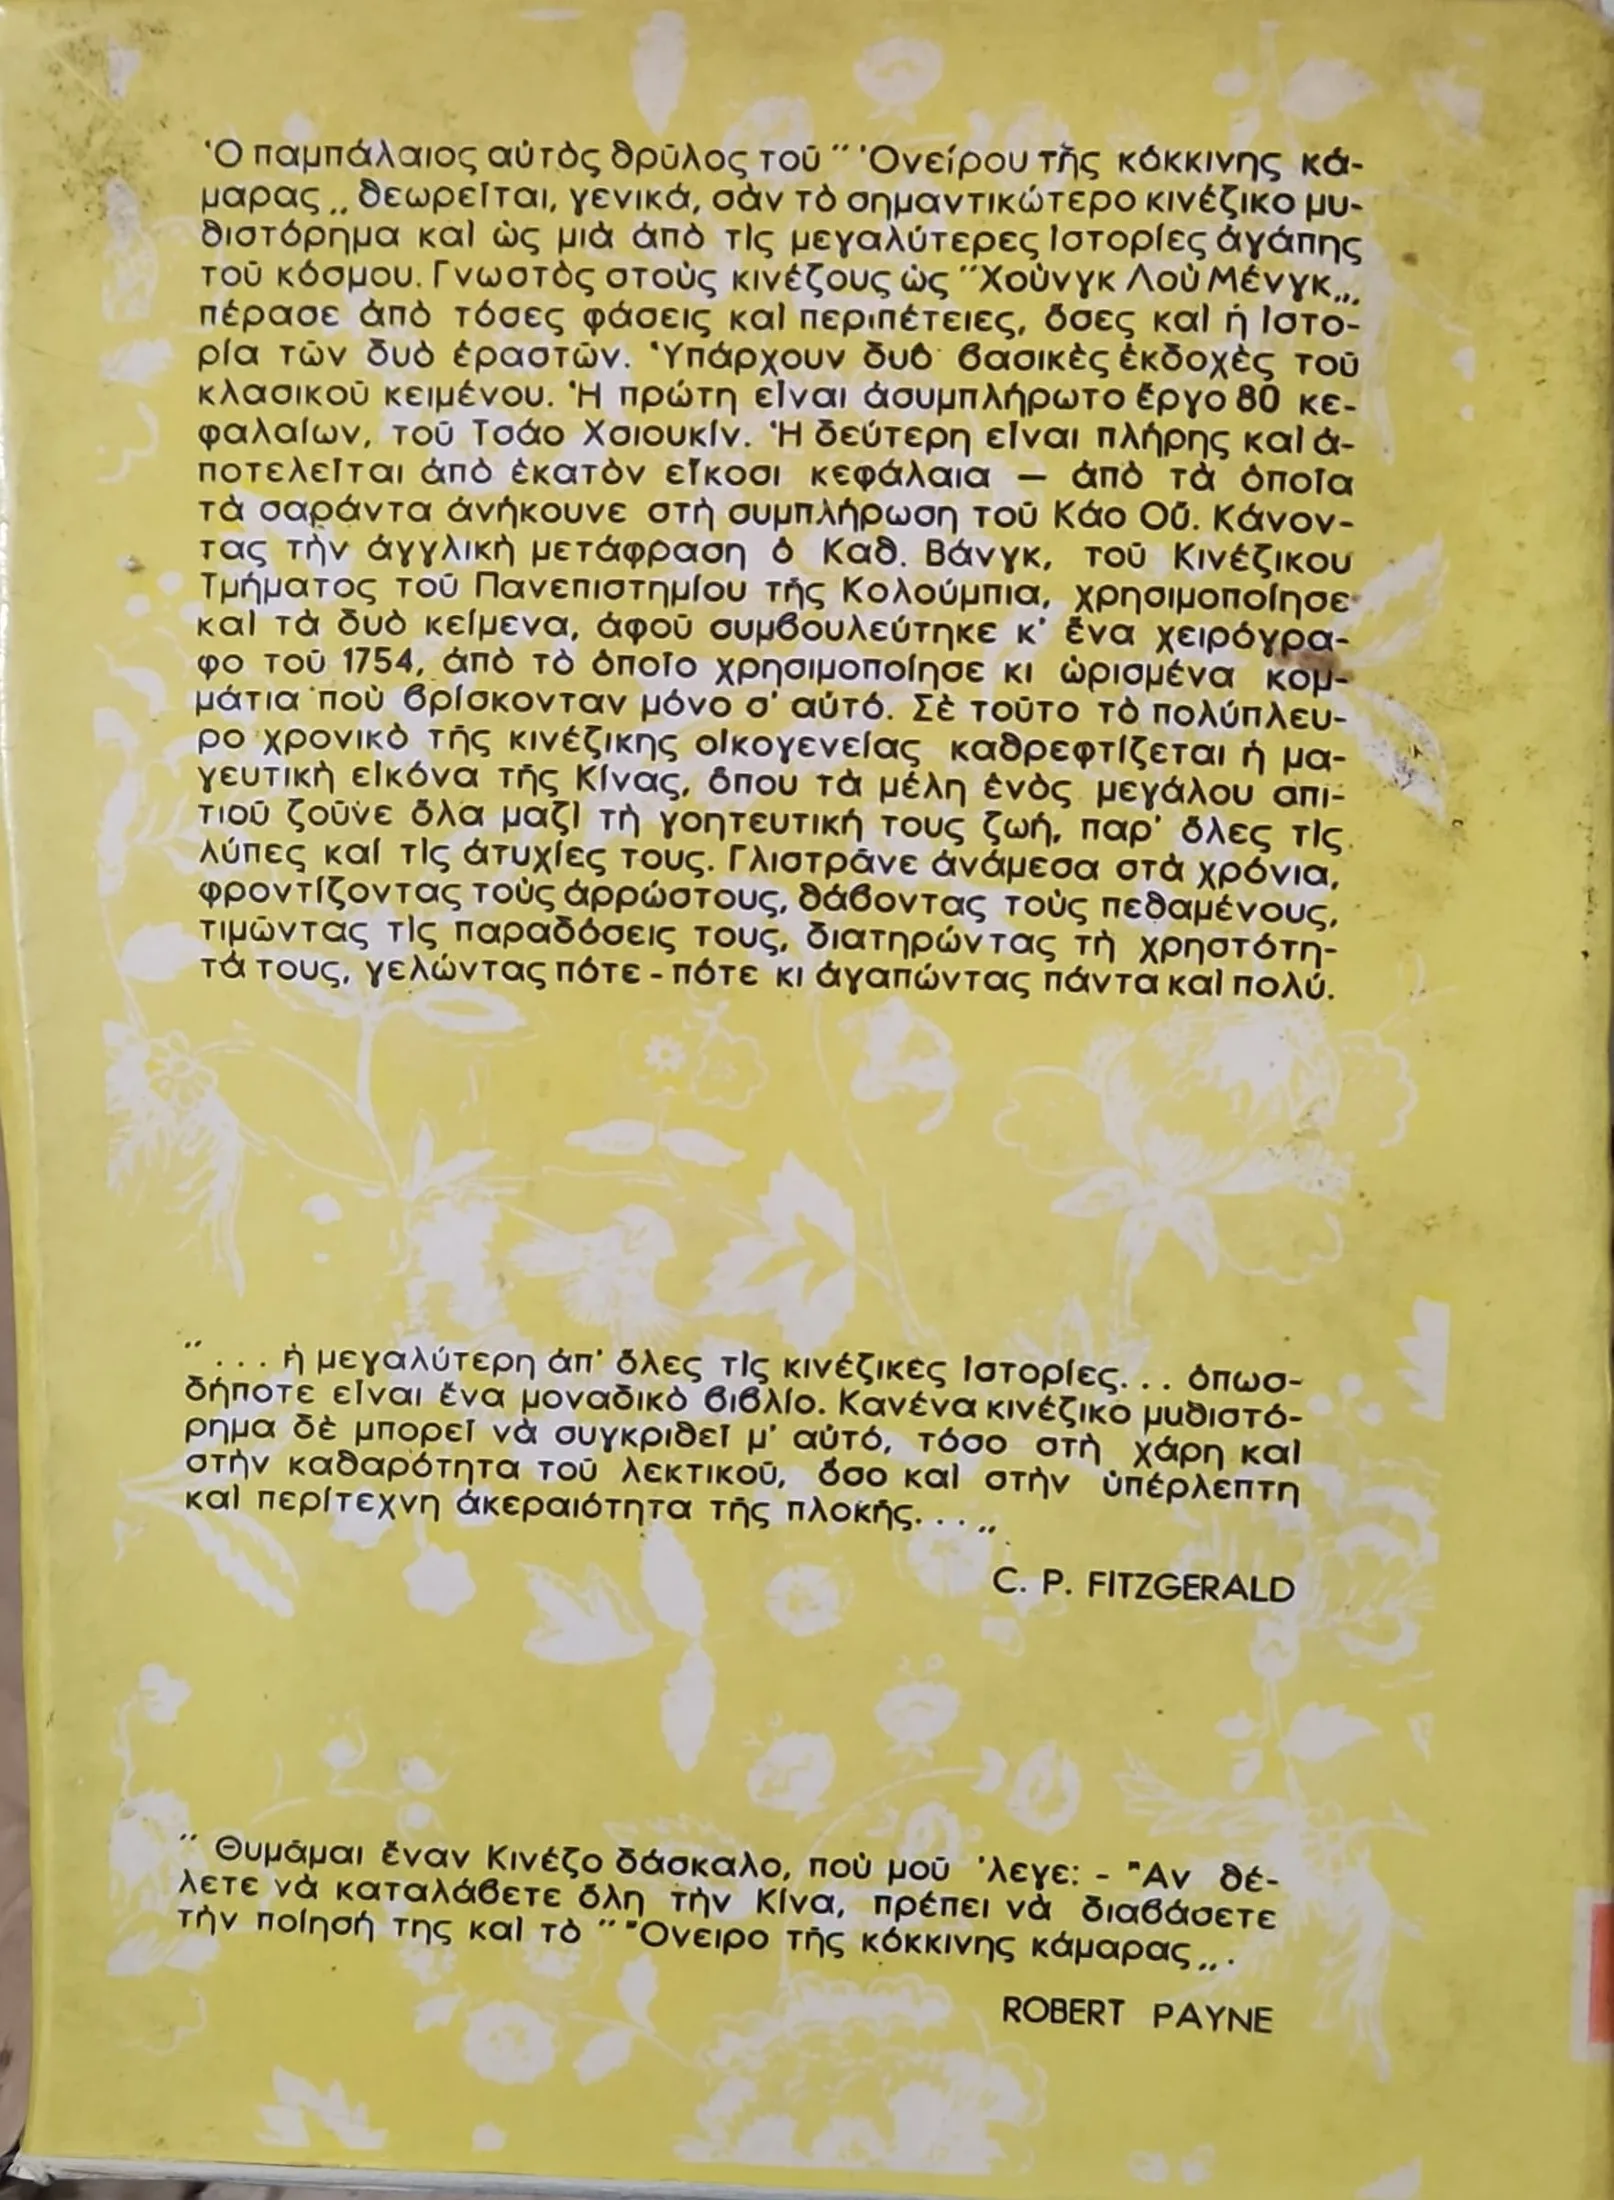 Ὁ παμπάλαιος αὐτὸς θρῦλος τοῦ " Ὀνείρου τῆς κόκκινης κά-
μαρας „ θεωρεῖται, γενικά, σὰν τὸ σημαντικώτερο κινέζικο μυ-
θιστόρημα καὶ ὡς μιὰ ἀπὸ τὶς μεγαλύτερες ἱστορίες ἀγάπης
τοῦ κόσμου. Γνωστὸς στοὺς κινέζους ὡς "Χοὺνγκ Λοὺ Μένγκ„,
πέρασε ἀπὸ τόσες φάσεις καὶ περιπέτειες, ὅσες καὶ ἡ ἱστο-
ρία τῶν δυὸ ἐραστῶν. Ὑπάρχουν δυὸ βασικὲς ἐκδοχὲς τοῦ
κλασικοῦ κειμένου. Ἡ πρώτη εἶναι ἀσυμπλήρωτο ἔργο 80 κε-
φαλαίων, τοῦ Τσάο Χσιουκίν. Ἡ δεύτερη εἶναι πλήρης καὶ ἀ-
ποτελεῖται ἀπὸ ἑκατὸν εἴκοσι κεφάλαια — ἀπὸ τὰ ὁποῖα
τὰ σαράντα ἀνήκουνε στὴ συμπλήρωση τοῦ Κάο Οὔ. Κάνον-
τας τὴν ἀγγλικὴ μετάφραση ὁ Καθ. Βάνγκ, τοῦ Κινέζικου
Τμήματος τοῦ Πανεπιστημίου τῆς Κολούμπια, χρησιμοποίησε
καὶ τὰ δυὸ κείμενα, ἀφοῦ συμβουλεύτηκε κ' ἕνα χειρόγρα-
φο τοῦ 1754, ἀπὸ τὸ ὁποῖο χρησιμοποίησε κι ὡρισμένα κομ-
μάτια ποὺ βρίσκονταν μόνο σ' αὐτό. Σὲ τοῦτο τὸ πολύπλευ-
ρο χρονικὸ τῆς κινέζικης οἰκογενείας καθρεφτίζεται ἡ μα-
γευτικὴ εἰκόνα τῆς Κίνας, ὅπου τὰ μέλη ἑνὸς μεγάλου σπι-
τιοῦ ζοῦνε ὅλα μαζὶ τὴ γοητευτική τους ζωή, παρ' ὅλες τὶς
λύπες καί τὶς ἀτυχίες τους. Γλιστρᾶνε ἀνάμεσα στὰ χρόνια,
φροντίζοντας τοὺς ἀρρώστους, θάβοντας τοὺς πεθαμένους,
τιμῶντας τὶς παραδόσεις τους, διατηρώντας τὴ χρηστότη-
τά τους, γελώντας πότε - πότε κι ἀγαπώντας πάντα καὶ πολύ.
" . . . ἡ μεγαλύτερη ἀπ' ὅλες τὶς κινέζικες ἱστορίες. . . ὁπωσ-
δήποτε εἶναι ἕνα μοναδικὸ βιβλίο. Κανένα κινέζικο μυθιστό-
ρημα δὲ μπορεῖ νὰ συγκριθεῖ μ' αὐτό, τόσο στὴ χάρη καὶ
στὴν καθαρότητα τοῦ λεκτικοῦ, ὅσο καὶ στὴν ὑπέρλεπτη
καὶ περίτεχνη ἀκεραιότητα τῆς πλοκῆς. . . „
C. P. FITZGERALD
" Θυμᾶμαι ἕναν Κινέζο δάσκαλο, ποὺ μοῦ 'λεγε: - Ἂν θέ-
λετε νὰ καταλάβετε ὅλη τὴν Κίνα, πρέπει νὰ διαβάσετε
τὴν ποίησή της καὶ τὸ " Ὄνειρο τῆς κόκκινης κάμαρας „.
ROBERT PAYNE